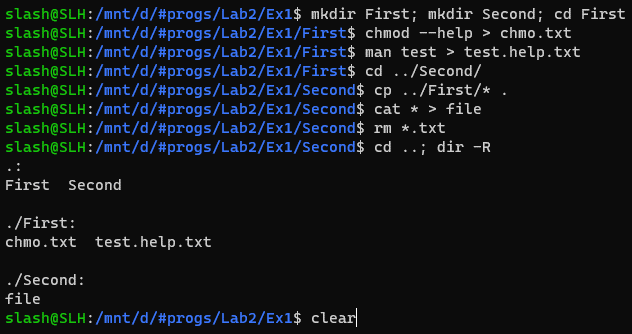 slash@SLH:/mnt/d/#progs/Lab2/Ex1$ mkdir First; mkdir Second; cd First
slash@SLH:/mnt/d/#progs/Lab2/Ex1/First$ chmod --help > chmo.txt
slash@SLH:/mnt/d/#progs/Lab2/Ex1/First$ man test > test.help.txt
slash@SLH:/mnt/d/#progs/Lab2/Ex1/First$ cd ../Second/
slash@SLH:/mnt/d/#progs/Lab2/Ex1/Second$ cp ../First/* .
slash@SLH:/mnt/d/#progs/Lab2/Ex1/Second$ cat * > file
slash@SLH:/mnt/d/#progs/Lab2/Ex1/Second$ rm *.txt
slash@SLH:/mnt/d/#progs/Lab2/Ex1/Second$ cd ..; dir -R
.:
First  Second

./First:
chmo.txt  test.help.txt

./Second:
file
slash@SLH:/mnt/d/#progs/Lab2/Ex1$ clear